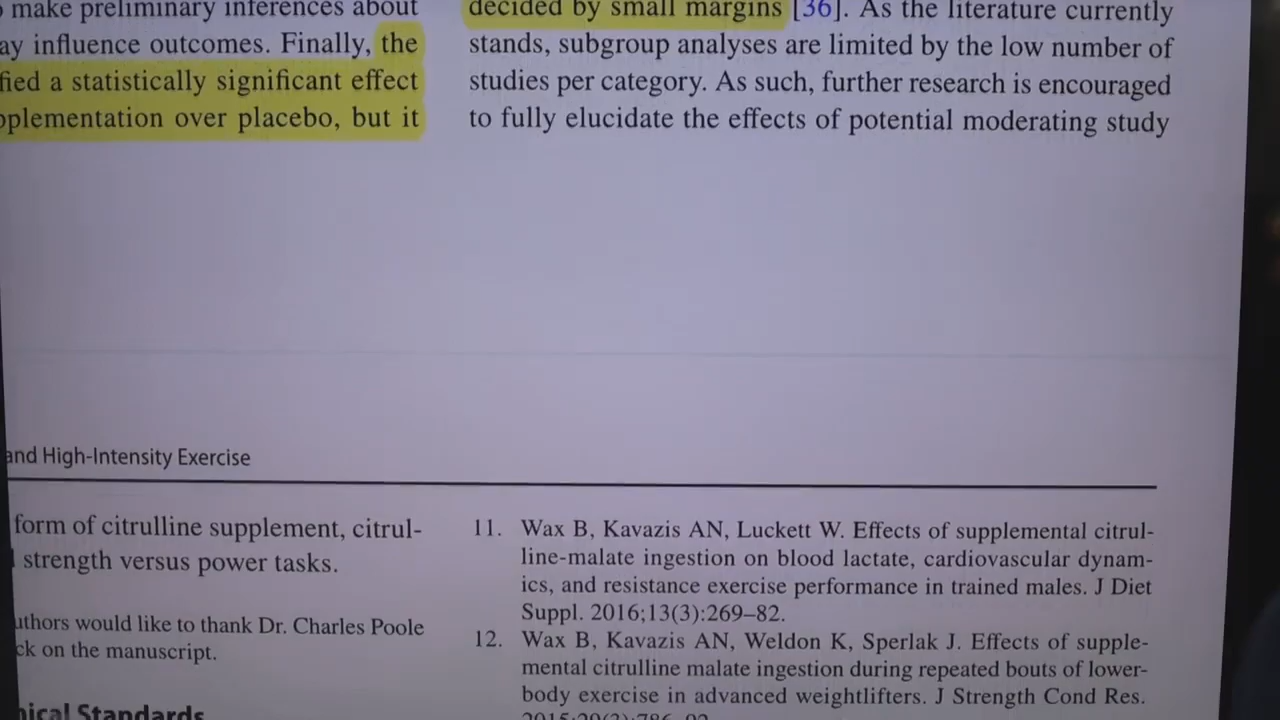 make preliminary inferences about
ay influence outcomes. Finally, the
fied a statistically significant effect
pplementation over placebo, but it
decided by small margins [36]. As the literature currently
stands, subgroup analyses are limited by the low number of
studies per category. As such, further research is encouraged
to fully elucidate the effects of potential moderating study
and High-Intensity Exercise
form of citrulline supplement, citrul-
strength versus power tasks.
uthors would like to thank Dr. Charles Poole
ck on the manuscript.
ical Standards
11. Wax B, Kavazis AN, Luckett W. Effects of supplemental citrul-
line-malate ingestion on blood lactate, cardiovascular dynam-
ics, and resistance exercise performance in trained males. J Diet
Suppl. 2016;13(3):269–82.
12. Wax B, Kavazis AN, Weldon K, Sperlak J. Effects of supple-
mental citrulline malate ingestion during repeated bouts of lower-
body exercise in advanced weightlifters. J Strength Cond Res.